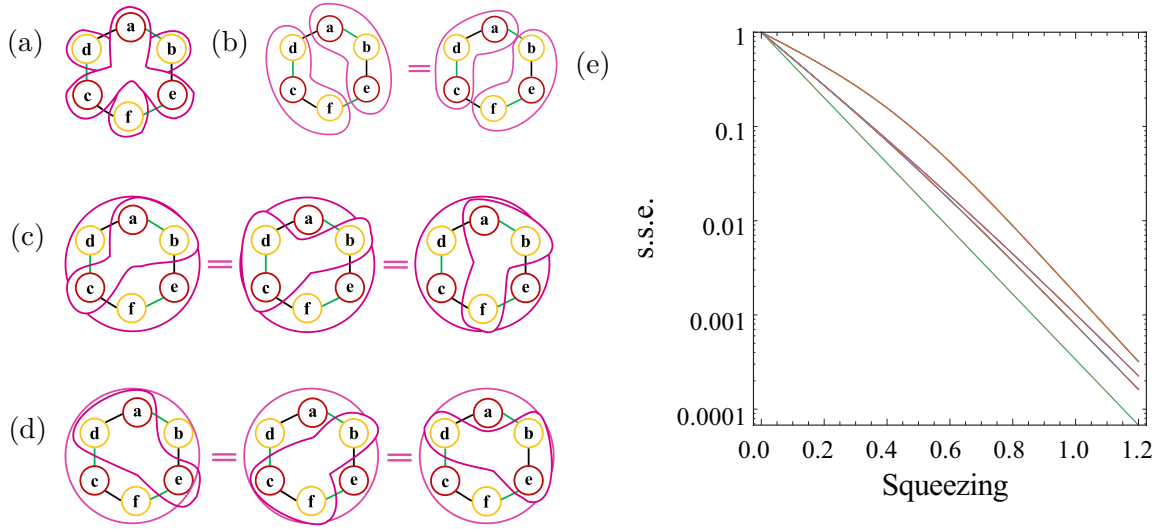 (a)
a
d
b
c
e
f
(b)
a
d
b
c
e
f
=
a
d
b
c
e
f
(c)
a
d
b
c
e
f
=
a
d
b
c
e
f
=
a
d
b
c
e
f
(d)
a
d
b
c
e
f
=
a
d
b
c
e
f
=
a
d
b
c
e
f
(e)
s.s.e.
1
0.1
0.01
0.001
0.0001
0.0 0.2 0.4 0.6 0.8 1.0 1.2
Squeezing